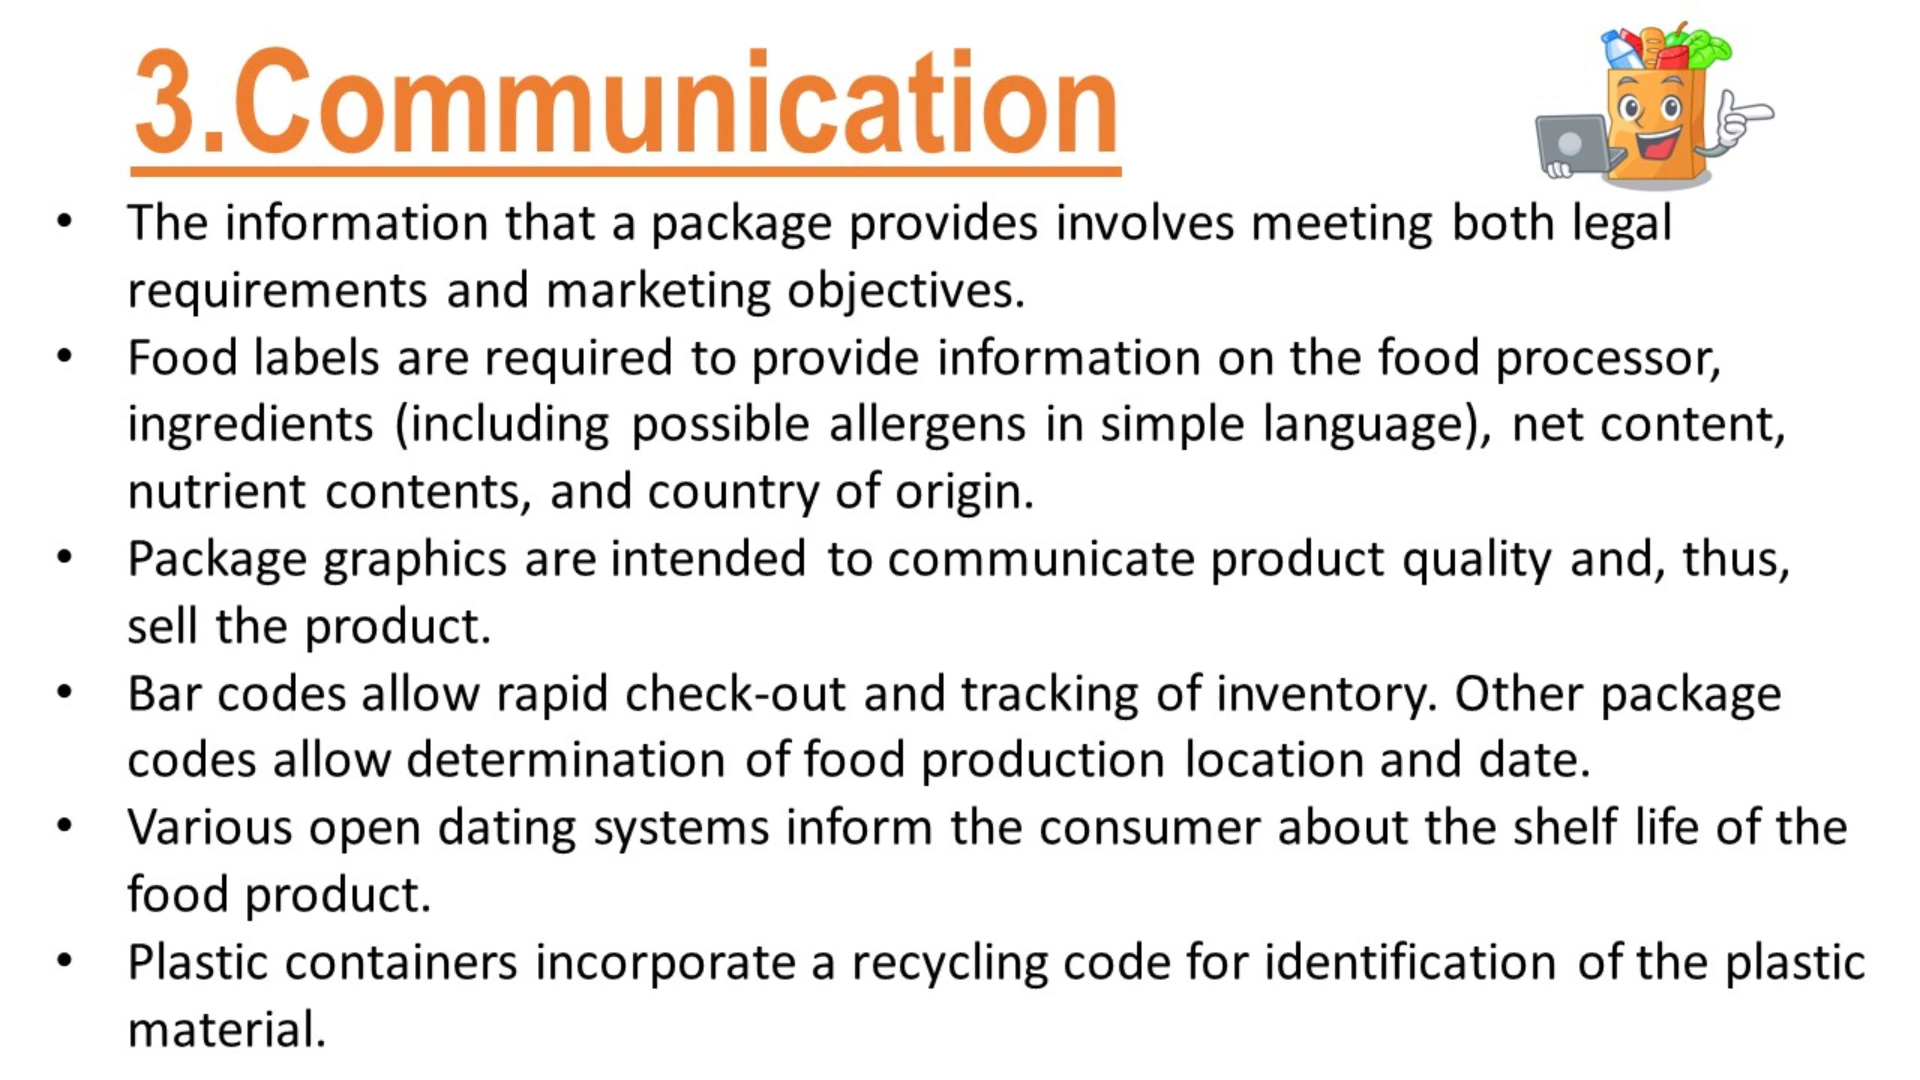 3.Communication
• The information that a package provides involves meeting both legal
requirements and marketing objectives.
• Food labels are required to provide information on the food processor,
ingredients (including possible allergens in simple language), net content,
nutrient contents, and country of origin.
• Package graphics are intended to communicate product quality and, thus,
sell the product.
• Bar codes allow rapid check-out and tracking of inventory. Other package
codes allow determination of food production location and date.
• Various open dating systems inform the consumer about the shelf life of the
food product.
• Plastic containers incorporate a recycling code for identification of the plastic
material.